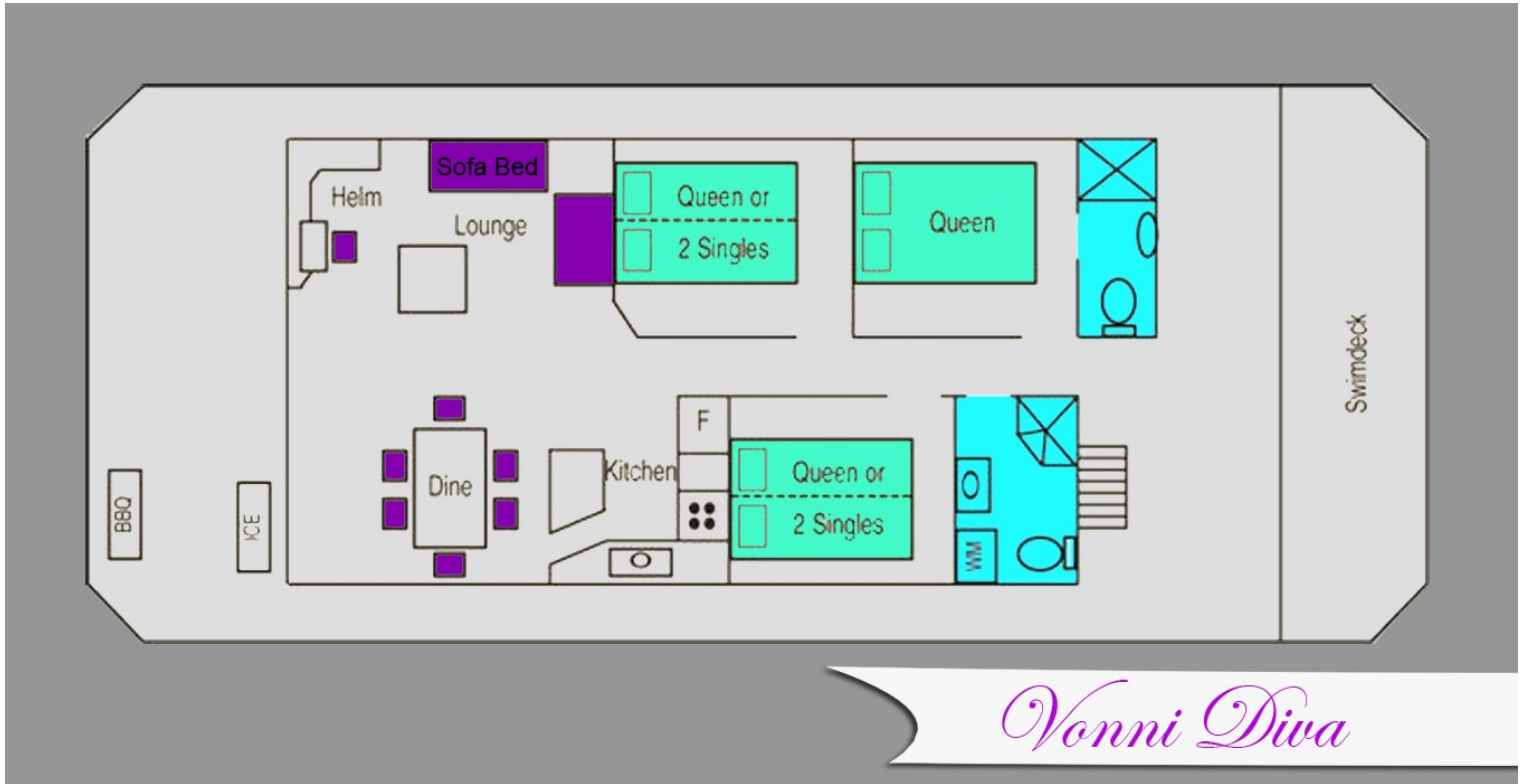 Sofa Bed
Helm
Lounge
Queen or
2 Singles
Queen
Swimdeck
F
Kitchen
Dine
Queen or
2 Singles
BBQ
ICE
WM
Vonni Diva